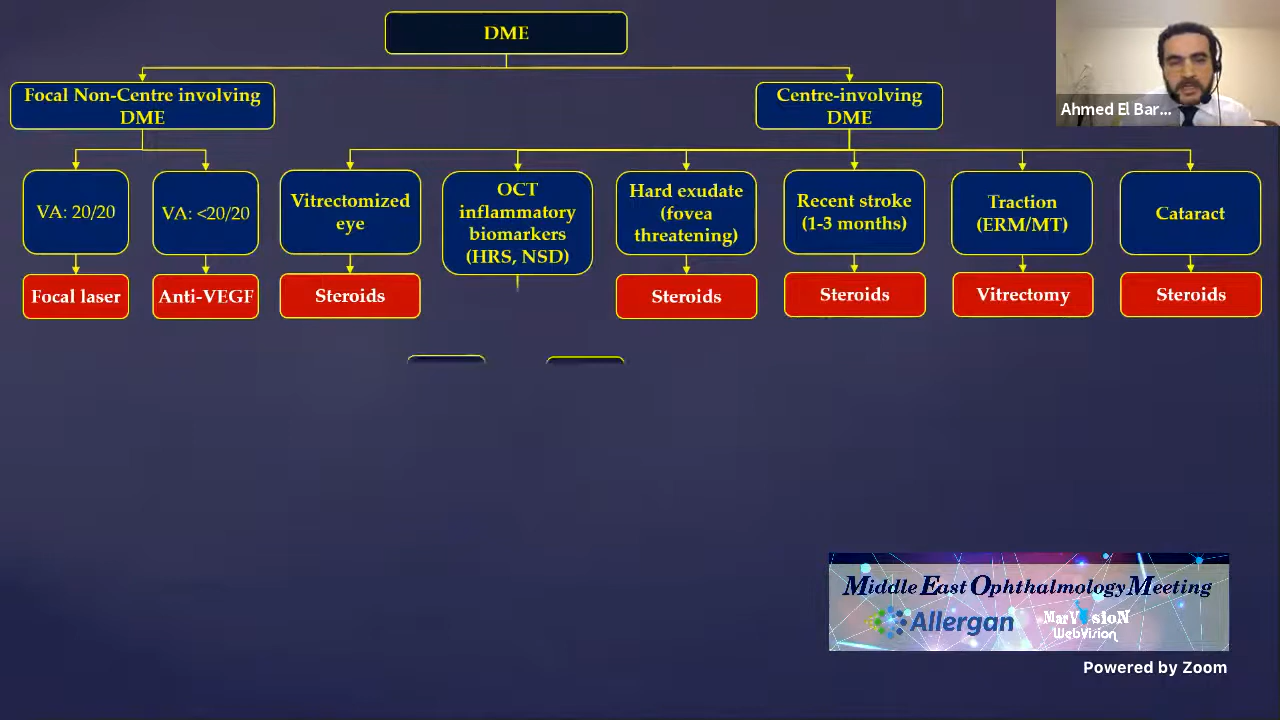 DME
Ahmed El Bar...
Focal Non-Centre involving
DME
Centre-involving
DME
VA: 20/20
VA: <20/20
Vitrectomized
eye
OCT
inflammatory
biomarkers
(HRS, NSD)
Hard exudate
(fovea
threatening)
Recent stroke
(1-3 months)
Traction
(ERM/MT)
Cataract
Focal laser
Anti-VEGF
Steroids
Steroids
Steroids
Vitrectomy
Steroids
Middle East Ophthalmology Meeting
Allergan
MarVisioN
WebVision
Powered by Zoom